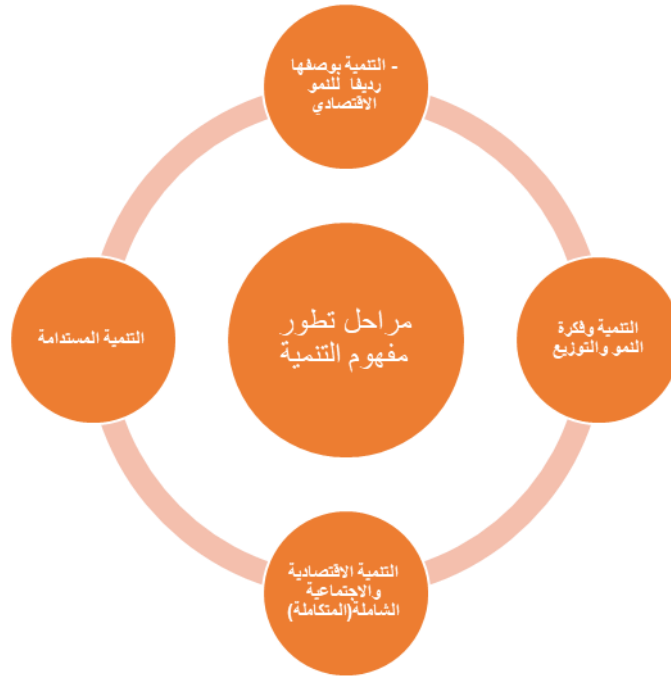 - التنمية بوصفها
رديفا للنمو
الاقتصادي
التنمية وفكرة
النمو والتوزيع
مراحل تطور
مفهوم التنمية
التنمية المستدامة
التنمية الاقتصادية
والاجتماعية
الشاملة(المتكاملة)